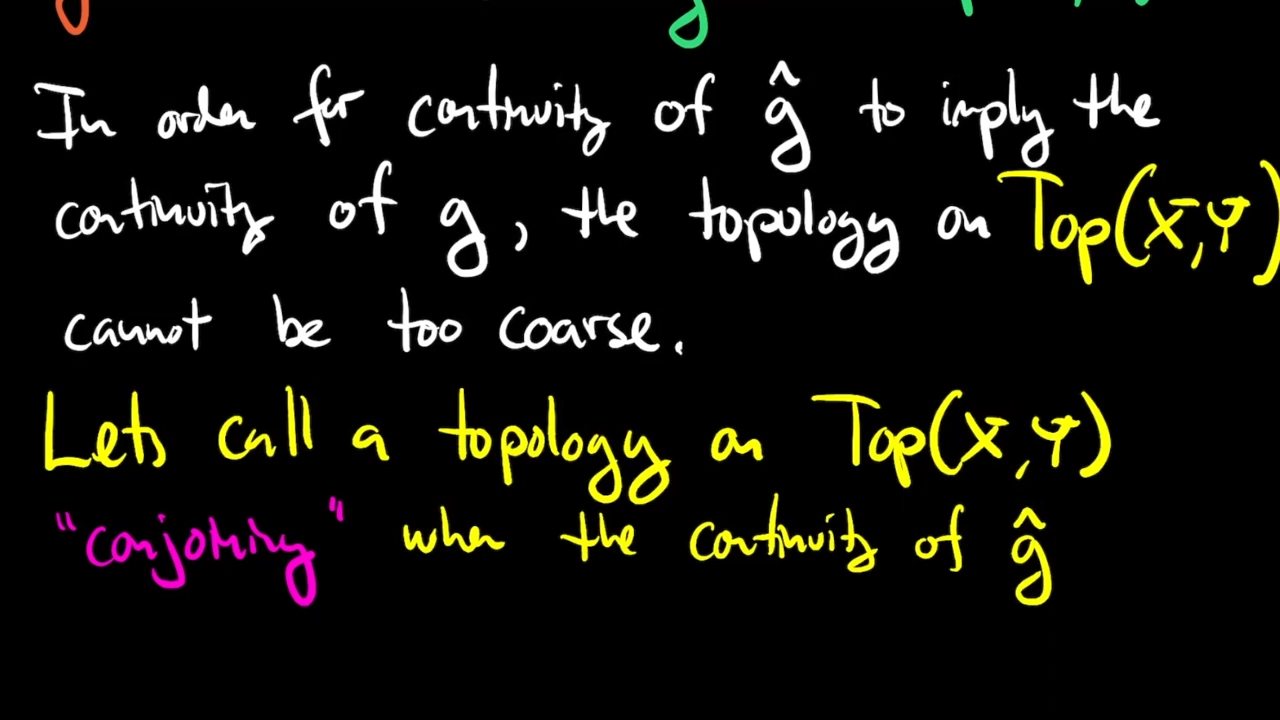 In order for continuity of ĝ to imply the
continuity of g, the topology on Top(X,Y)
cannot be too coarse.
Lets call a topology on Top(X,Y)
"conjoining" when the continuity of ĝ